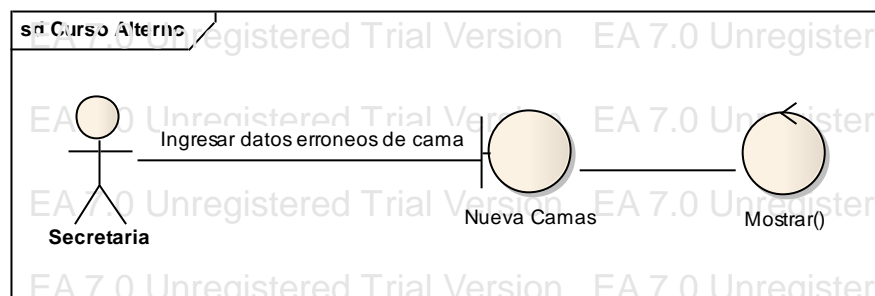 sd Curso Alterno
EA 7.0 Unregistered Trial Version EA 7.0 Unregister
EA 7.0 Unregistered Trial Version EA 7.0 Unregister
Ingresar datos erroneos de cama
EA 7.0 Unregistered Trial Version EA 7.0 Unregister
Nueva Camas
Mostrar()
Secretaria
EA 7.0 Unregistered Trial Version EA 7.0 Unregister